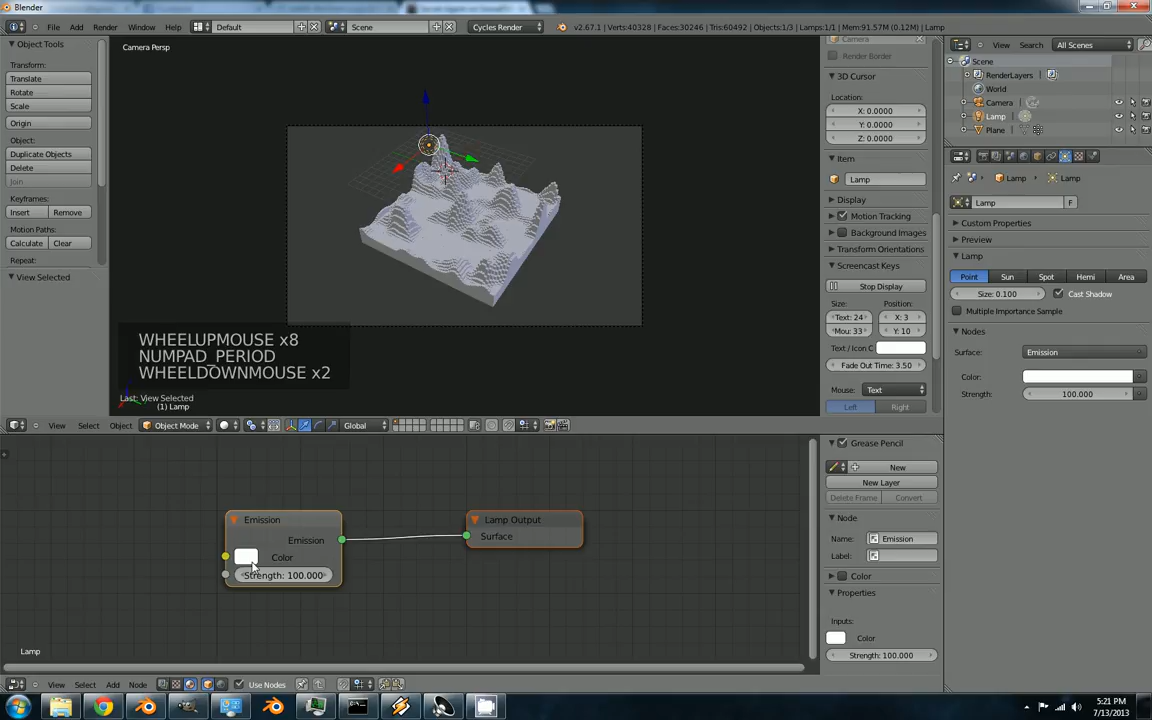 Blender
File Add Render Window Help Default Scene Cycles Render v2.67.1 | Verts:40328 | Faces:30246 | Tris:60492 | Objects:1/3 | Lamps:1/1 | Mem:91.57M (0.12M) | Lamp
Object Tools
Transform:
Translate
Rotate
Scale
Origin
Object:
Duplicate Objects
Delete
Join
Keyframes:
Insert Remove
Motion Paths:
Calculate Clear
Repeat:
View Selected
Camera Persp
WHEELUPMOUSE x8
NUMPAD_PERIOD
WHEELDOWNMOUSE x2
Last: View Selected
(1) Lamp
View Select Object Object Mode Global
Camera
Render Border
3D Cursor
Location:
X: 0.0000
Y: 0.0000
Z: 0.0000
Item
Lamp
Display
Motion Tracking
Background Images
Transform Orientations
Screencast Keys
Stop Display
Size: Position:
Text: 24 X: 3
Mou: 33 Y: 10
Text / Icon C
Fade Out Time: 3.50
Mouse: Text
Left Right
View Search All Scenes
Scene
RenderLayers
World
Camera
Lamp
Plane
Lamp Lamp
Lamp F
Custom Properties
Preview
Lamp
Point Sun Spot Hemi Area
Size: 0.100 Cast Shadow
Multiple Importance Sample
Nodes
Surface: Emission
Color:
Strength: 100.000
Emission
Emission
Color
Strength: 100.000
Lamp Output
Surface
Lamp
Grease Pencil
New
New Layer
Delete Frame Convert
Node
Name: Emission
Label:
Color
Properties
Inputs:
Color
Strength: 100.000
View Select Add Node Use Nodes
5:21 PM
7/13/2013